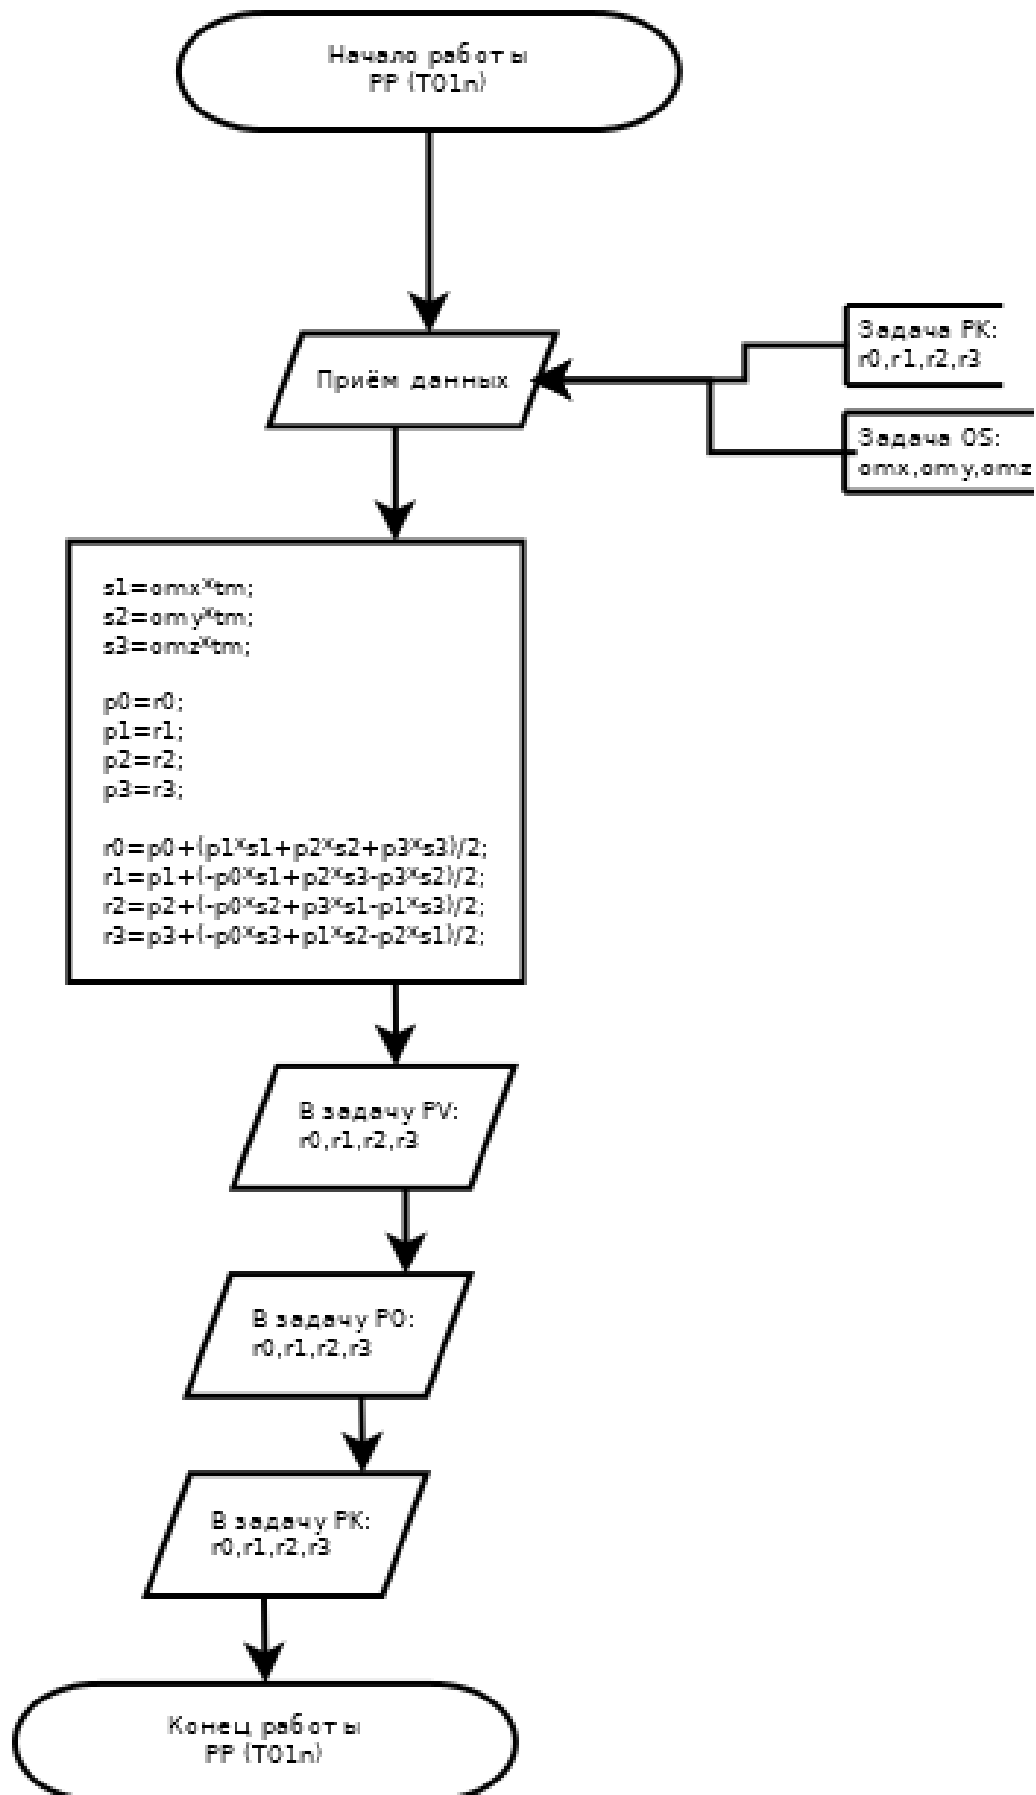 Начало работы
PP (T01n)
Приём данных
Задача PK:
r0,r1,r2,r3
Задача OS:
omx,omy,omz
s1=omx*tm;
s2=omy*tm;
s3=omz*tm;
p0=r0;
p1=r1;
p2=r2;
p3=r3;
r0=p0+(p1*s1+p2*s2+p3*s3)/2;
r1=p1+(-p0*s1+p2*s3-p3*s2)/2;
r2=p2+(-p0*s2+p3*s1-p1*s3)/2;
r3=p3+(-p0*s3+p1*s2-p2*s1)/2;
В задачу PV:
r0,r1,r2,r3
В задачу PO:
r0,r1,r2,r3
В задачу PK:
r0,r1,r2,r3
Конец работы
PP (T01n)